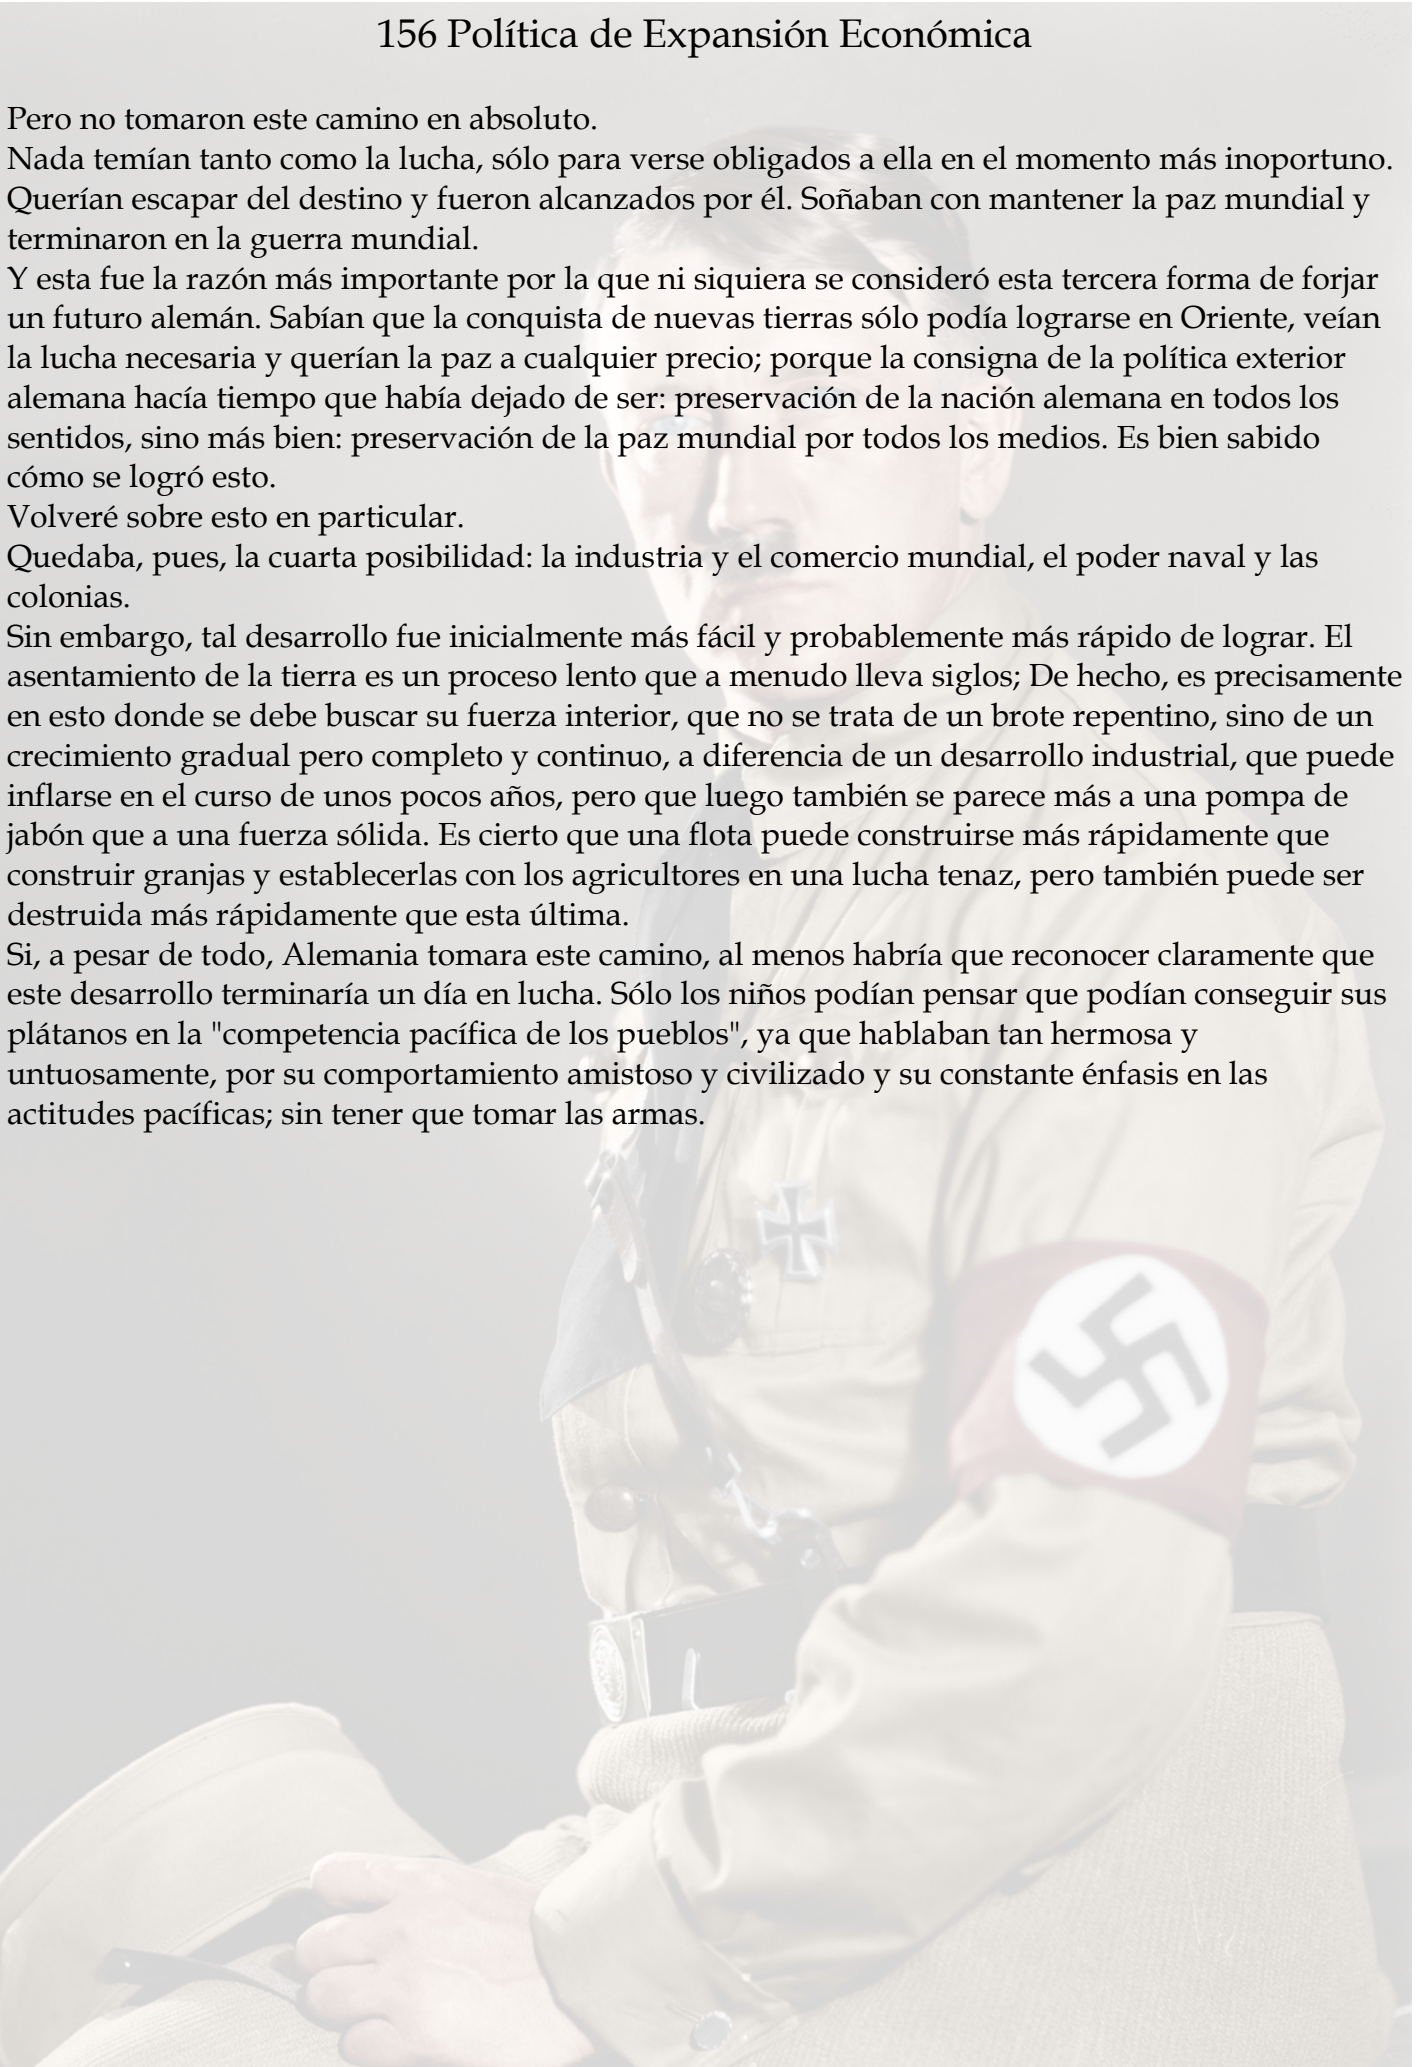 156 Política de Expansión Económica
Pero no tomaron este camino en absoluto.
Nada temían tanto como la lucha, sólo para verse obligados a ella en el momento más inoportuno.
Querían escapar del destino y fueron alcanzados por él. Soñaban con mantener la paz mundial y
terminaron en la guerra mundial.
Y esta fue la razón más importante por la que ni siquiera se consideró esta tercera forma de forjar
un futuro alemán. Sabían que la conquista de nuevas tierras sólo podía lograrse en Oriente, veían
la lucha necesaria y querían la paz a cualquier precio; porque la consigna de la política exterior
alemana hacía tiempo que había dejado de ser: preservación de la nación alemana en todos los
sentidos, sino más bien: preservación de la paz mundial por todos los medios. Es bien sabido
cómo se logró esto.
Volveré sobre esto en particular.
Quedaba, pues, la cuarta posibilidad: la industria y el comercio mundial, el poder naval y las
colonias.
Sin embargo, tal desarrollo fue inicialmente más fácil y probablemente más rápido de lograr. El
asentamiento de la tierra es un proceso lento que a menudo lleva siglos; De hecho, es precisamente
en esto donde se debe buscar su fuerza interior, que no se trata de un brote repentino, sino de un
crecimiento gradual pero completo y continuo, a diferencia de un desarrollo industrial, que puede
inflarse en el curso de unos pocos años, pero que luego también se parece más a una pompa de
jabón que a una fuerza sólida. Es cierto que una flota puede construirse más rápidamente que
construir granjas y establecerlas con los agricultores en una lucha tenaz, pero también puede ser
destruida más rápidamente que esta última.
Si, a pesar de todo, Alemania tomara este camino, al menos habría que reconocer claramente que
este desarrollo terminaría un día en lucha. Sólo los niños podían pensar que podían conseguir sus
plátanos en la "competencia pacífica de los pueblos", ya que hablaban tan hermosa y
untuosamente, por su comportamiento amistoso y civilizado y su constante énfasis en las
actitudes pacíficas; sin tener que tomar las armas.